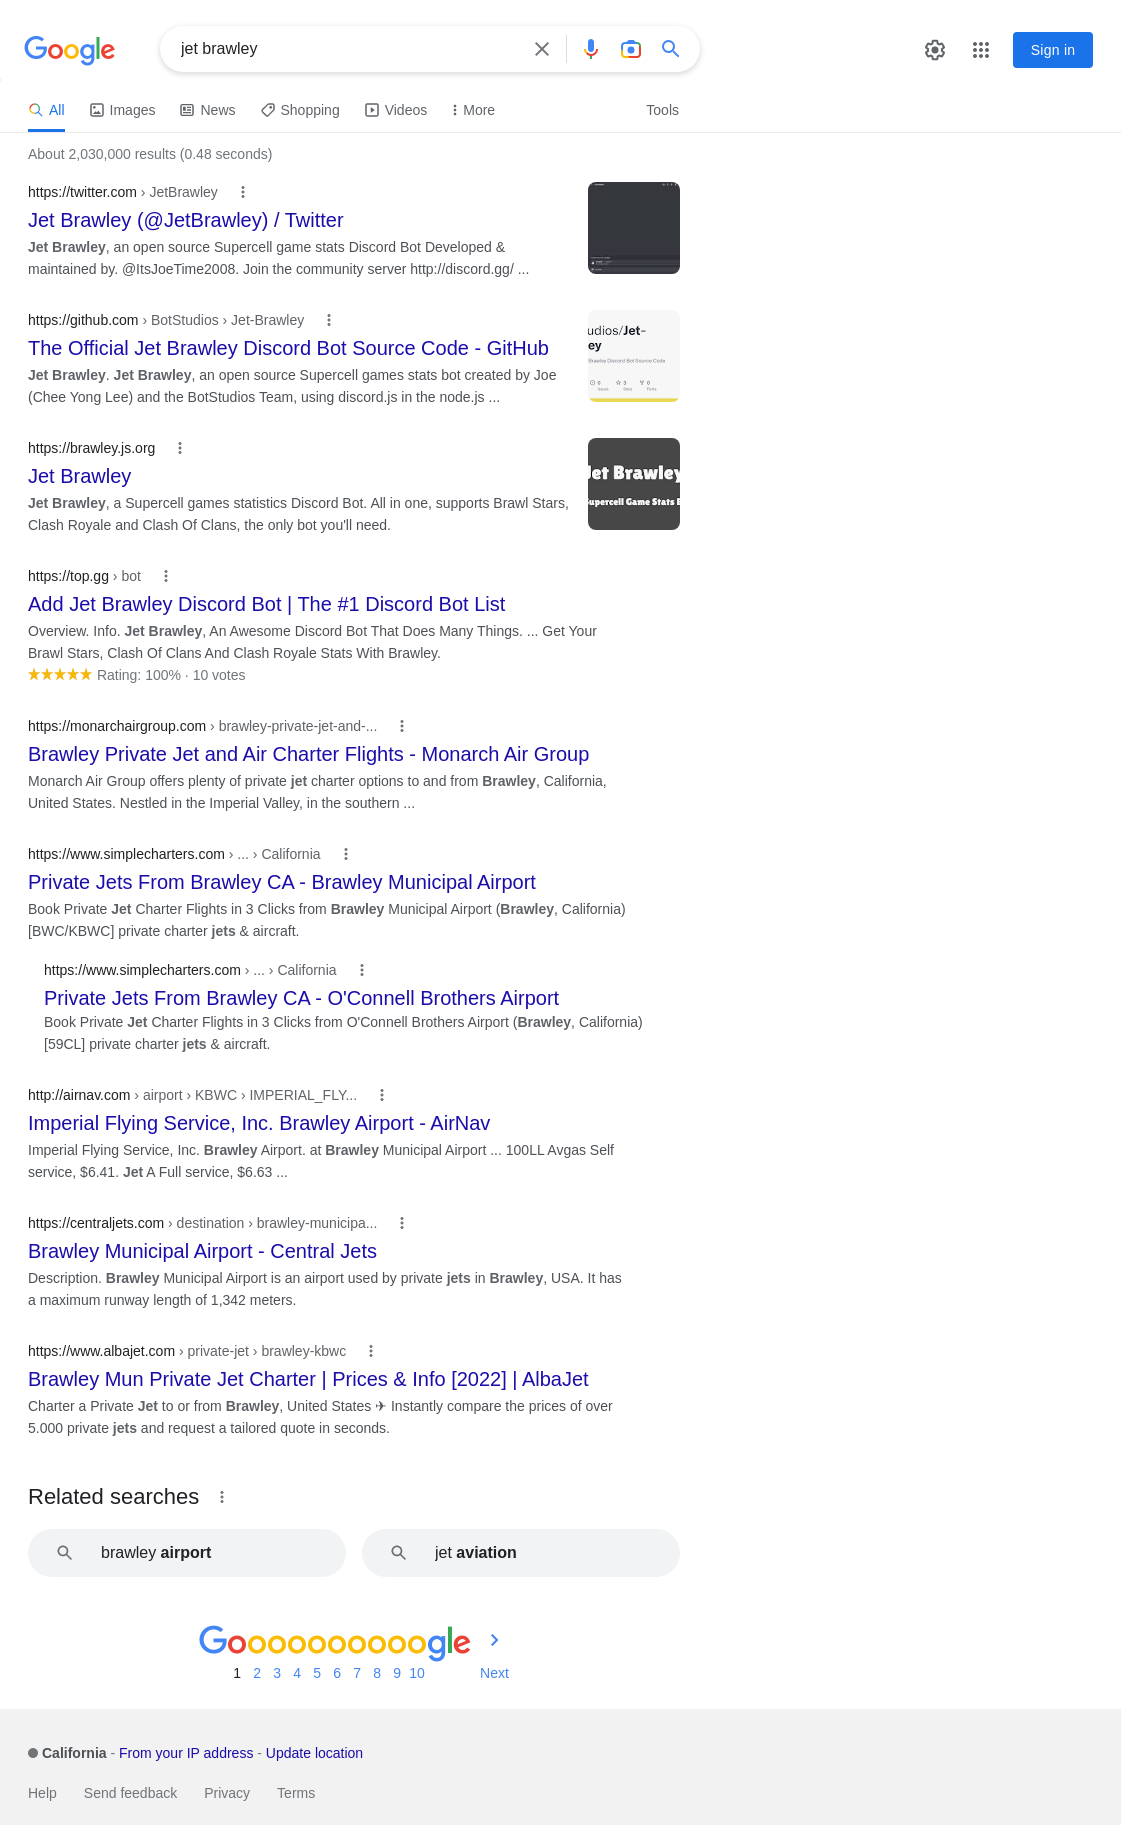 Google
jet brawley
Sign in
All
Images
News
Shopping
Videos
More
Tools
About 2,030,000 results (0.48 seconds)
https://twitter.com › JetBrawley
Jet Brawley (@JetBrawley) / Twitter
Jet Brawley, an open source Supercell game stats Discord Bot Developed &
maintained by. @ItsJoeTime2008. Join the community server http://discord.gg/ ...
https://github.com › BotStudios › Jet-Brawley
The Official Jet Brawley Discord Bot Source Code - GitHub
Jet Brawley. Jet Brawley, an open source Supercell games stats bot created by Joe
(Chee Yong Lee) and the BotStudios Team, using discord.js in the node.js ...
udios/Jet-
ey
Brawley Discord Bot Source Code
0 3 0
Issues Stars Forks
https://brawley.js.org
Jet Brawley
Jet Brawley, a Supercell games statistics Discord Bot. All in one, supports Brawl Stars,
Clash Royale and Clash Of Clans, the only bot you'll need.
Jet Brawley
Supercell Game Stats B
https://top.gg › bot
Add Jet Brawley Discord Bot | The #1 Discord Bot List
Overview. Info. Jet Brawley, An Awesome Discord Bot That Does Many Things. ... Get Your
Brawl Stars, Clash Of Clans And Clash Royale Stats With Brawley.
Rating: 100% · 10 votes
https://monarchairgroup.com › brawley-private-jet-and-...
Brawley Private Jet and Air Charter Flights - Monarch Air Group
Monarch Air Group offers plenty of private jet charter options to and from Brawley, California,
United States. Nestled in the Imperial Valley, in the southern ...
https://www.simplecharters.com › ... › California
Private Jets From Brawley CA - Brawley Municipal Airport
Book Private Jet Charter Flights in 3 Clicks from Brawley Municipal Airport (Brawley, California)
[BWC/KBWC] private charter jets & aircraft.
https://www.simplecharters.com › ... › California
Private Jets From Brawley CA - O'Connell Brothers Airport
Book Private Jet Charter Flights in 3 Clicks from O'Connell Brothers Airport (Brawley, California)
[59CL] private charter jets & aircraft.
http://airnav.com › airport › KBWC › IMPERIAL_FLY...
Imperial Flying Service, Inc. Brawley Airport - AirNav
Imperial Flying Service, Inc. Brawley Airport. at Brawley Municipal Airport ... 100LL Avgas Self
service, $6.41. Jet A Full service, $6.63 ...
https://centraljets.com › destination › brawley-municipa...
Brawley Municipal Airport - Central Jets
Description. Brawley Municipal Airport is an airport used by private jets in Brawley, USA. It has
a maximum runway length of 1,342 meters.
https://www.albajet.com › private-jet › brawley-kbwc
Brawley Mun Private Jet Charter | Prices & Info [2022] | AlbaJet
Charter a Private Jet to or from Brawley, United States ✈ Instantly compare the prices of over
5.000 private jets and request a tailored quote in seconds.
Related searches
brawley airport
jet aviation
Goooooooooogle
1 2 3 4 5 6 7 8 9 10 Next
California - From your IP address - Update location
Help Send feedback Privacy Terms